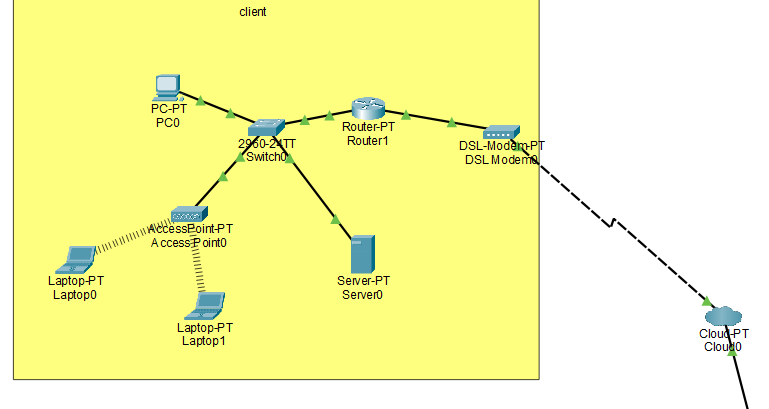 client
PC-PT
PC0
Router-PT
Router1
2960-24TT
Switch0
DSL-Modem-PT
DSL Modem0
AccessPoint-PT
Access Point0
Laptop-PT
Laptop0
Server-PT
Server0
Laptop-PT
Laptop1
Cloud-PT
Cloud0